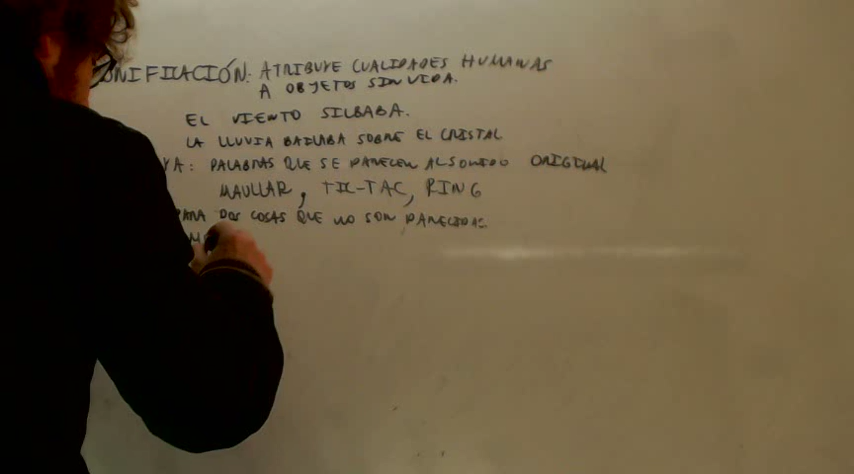 ONIFICACIÓN: ATRIBUYE CUALIDADES HUMANAS
A OBJETOS SIN VIDA.
EL VIENTO SILBABA.
LA LLUVIA BAILABA SOBRE EL CRISTAL
YA: PALABRAS QUE SE PARECEN AL SONIDO ORIGINAL
MAULLAR, TIC-TAC, RING
PARA DOS COSAS QUE NO SON PARECIDAS.